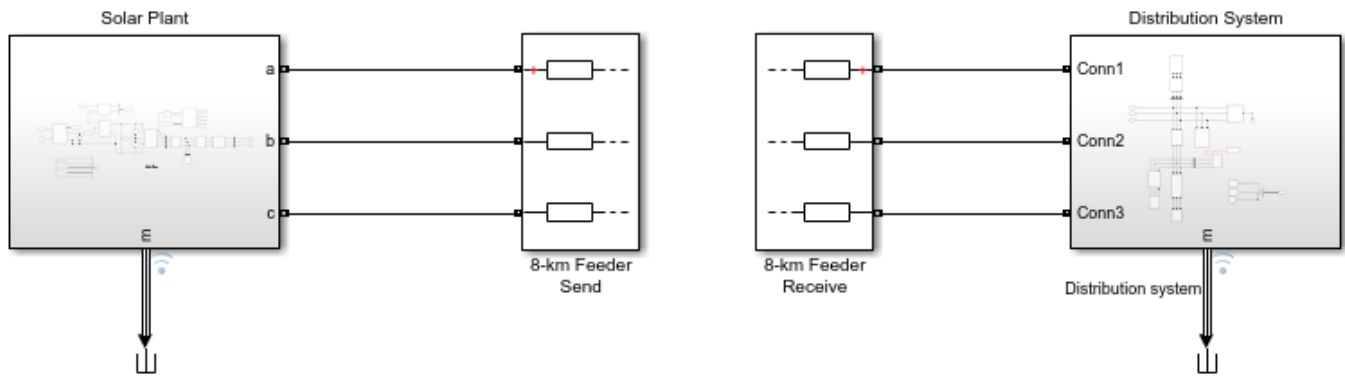 Solar Plant
Distribution System
a
b
c
m
Conn1
Conn2
Conn3
m
8-km Feeder
Send
8-km Feeder
Receive
Distribution system